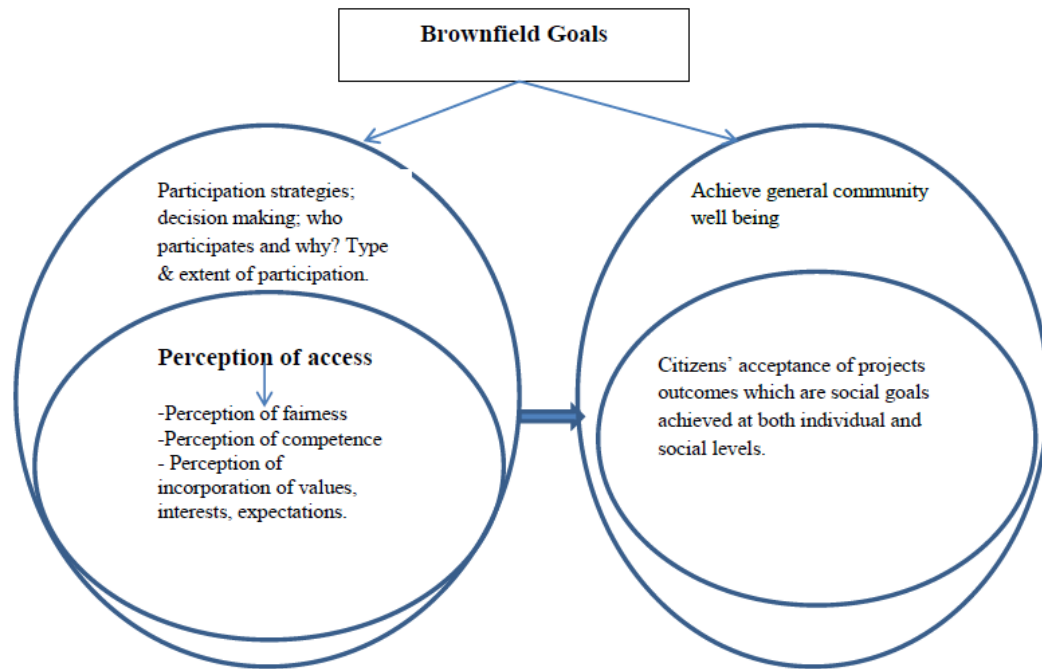 Brownfield Goals
Participation strategies;
decision making; who
participates and why? Type
& extent of participation.
Perception of access
-Perception of fairness
-Perception of competence
- Perception of
incorporation of values,
interests, expectations.
Achieve general community
well being
Citizens’ acceptance of projects
outcomes which are social goals
achieved at both individual and
social levels.